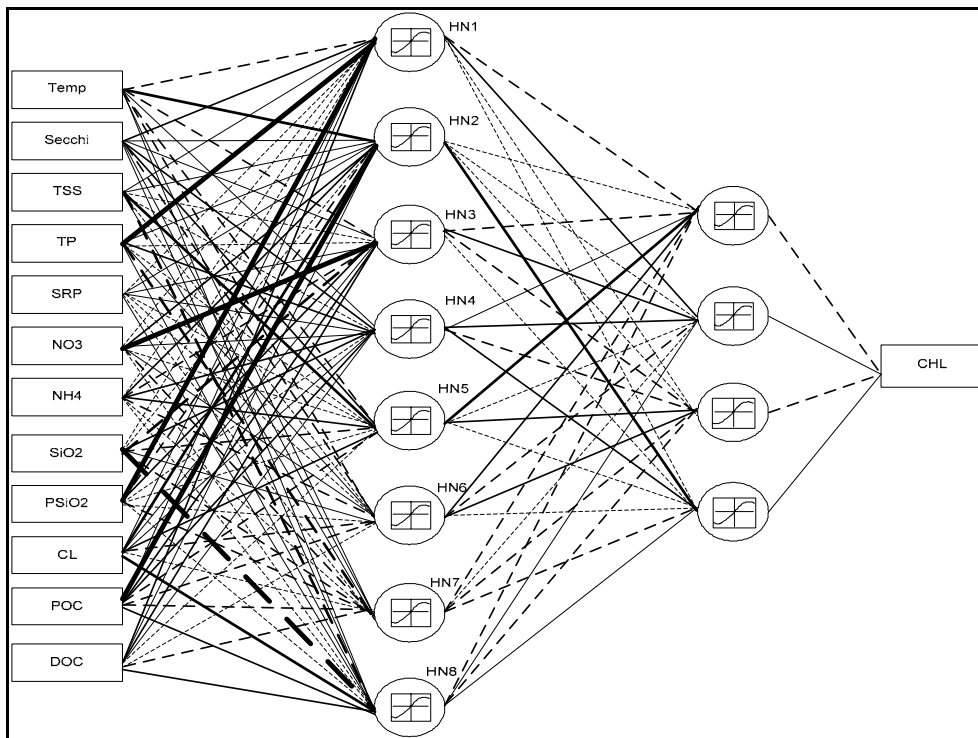 Temp
Secchi
TSS
TP
SRP
NO3
NH4
SiO2
PSiO2
CL
POC
DOC
HN1
HN2
HN3
HN4
HN5
HN6
HN7
HN8
CHL